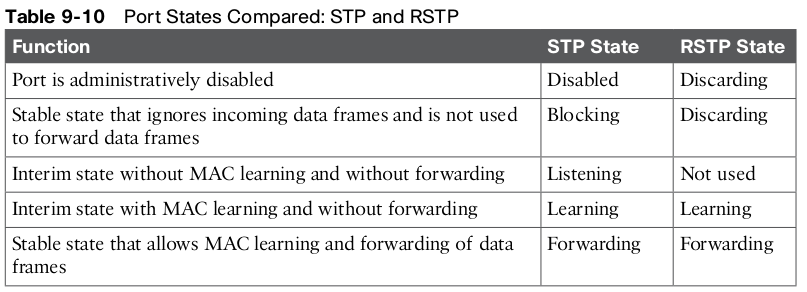 Table 9-10 Port States Compared: STP and RSTP
Function STP State RSTP State
Port is administratively disabled Disabled Discarding
Stable state that ignores incoming data frames and is not used Blocking Discarding
to forward data frames
Interim state without MAC learning and without forwarding Listening Not used
Interim state with MAC learning and without forwarding Learning Learning
Stable state that allows MAC learning and forwarding of data Forwarding Forwarding
frames